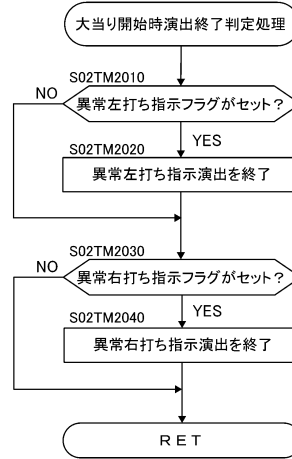 大当り開始時演出終了判定処理
S02TM2010
NO
異常左打ち指示フラグがセット？
YES
S02TM2020
異常左打ち指示演出を終了
S02TM2030
NO
異常右打ち指示フラグがセット？
YES
S02TM2040
異常右打ち指示演出を終了
ＲＥＴ